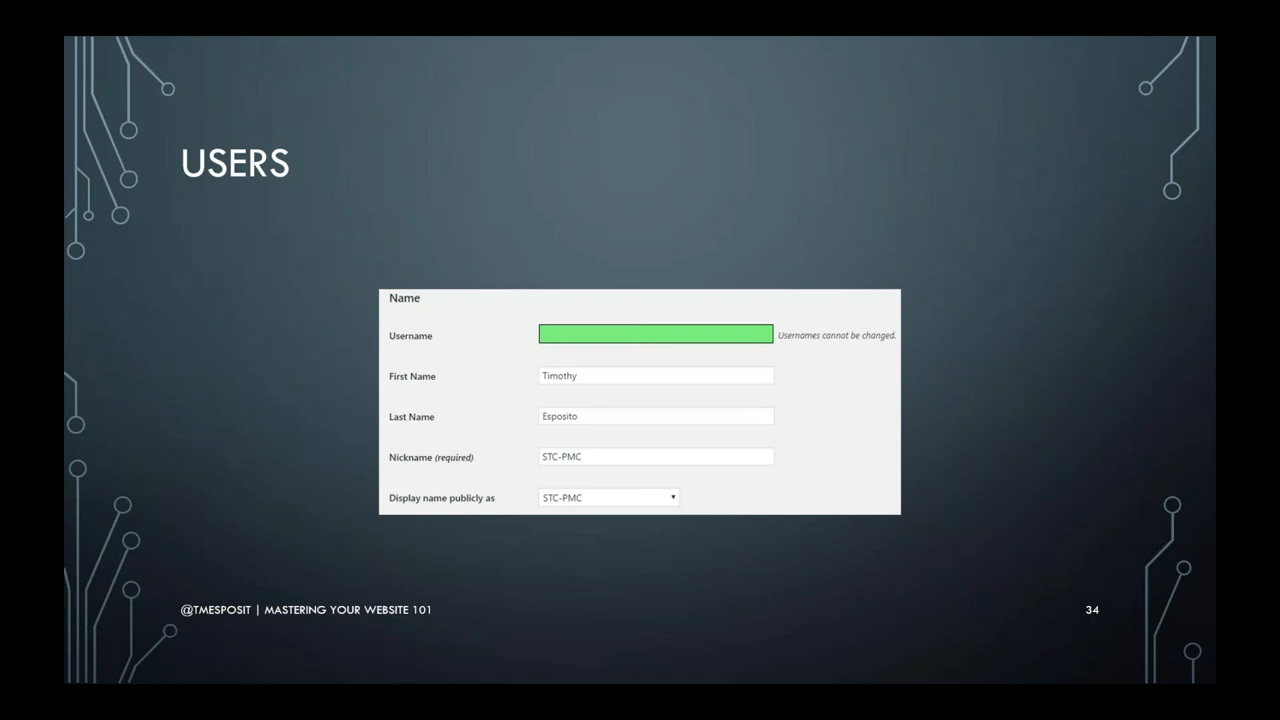 USERS
Name
Username Usernames cannot be changed.
First Name Timothy
Last Name Esposito
Nickname (required) STC-PMC
Display name publicly as STC-PMC
@TMESPOSIT | MASTERING YOUR WEBSITE 101 34